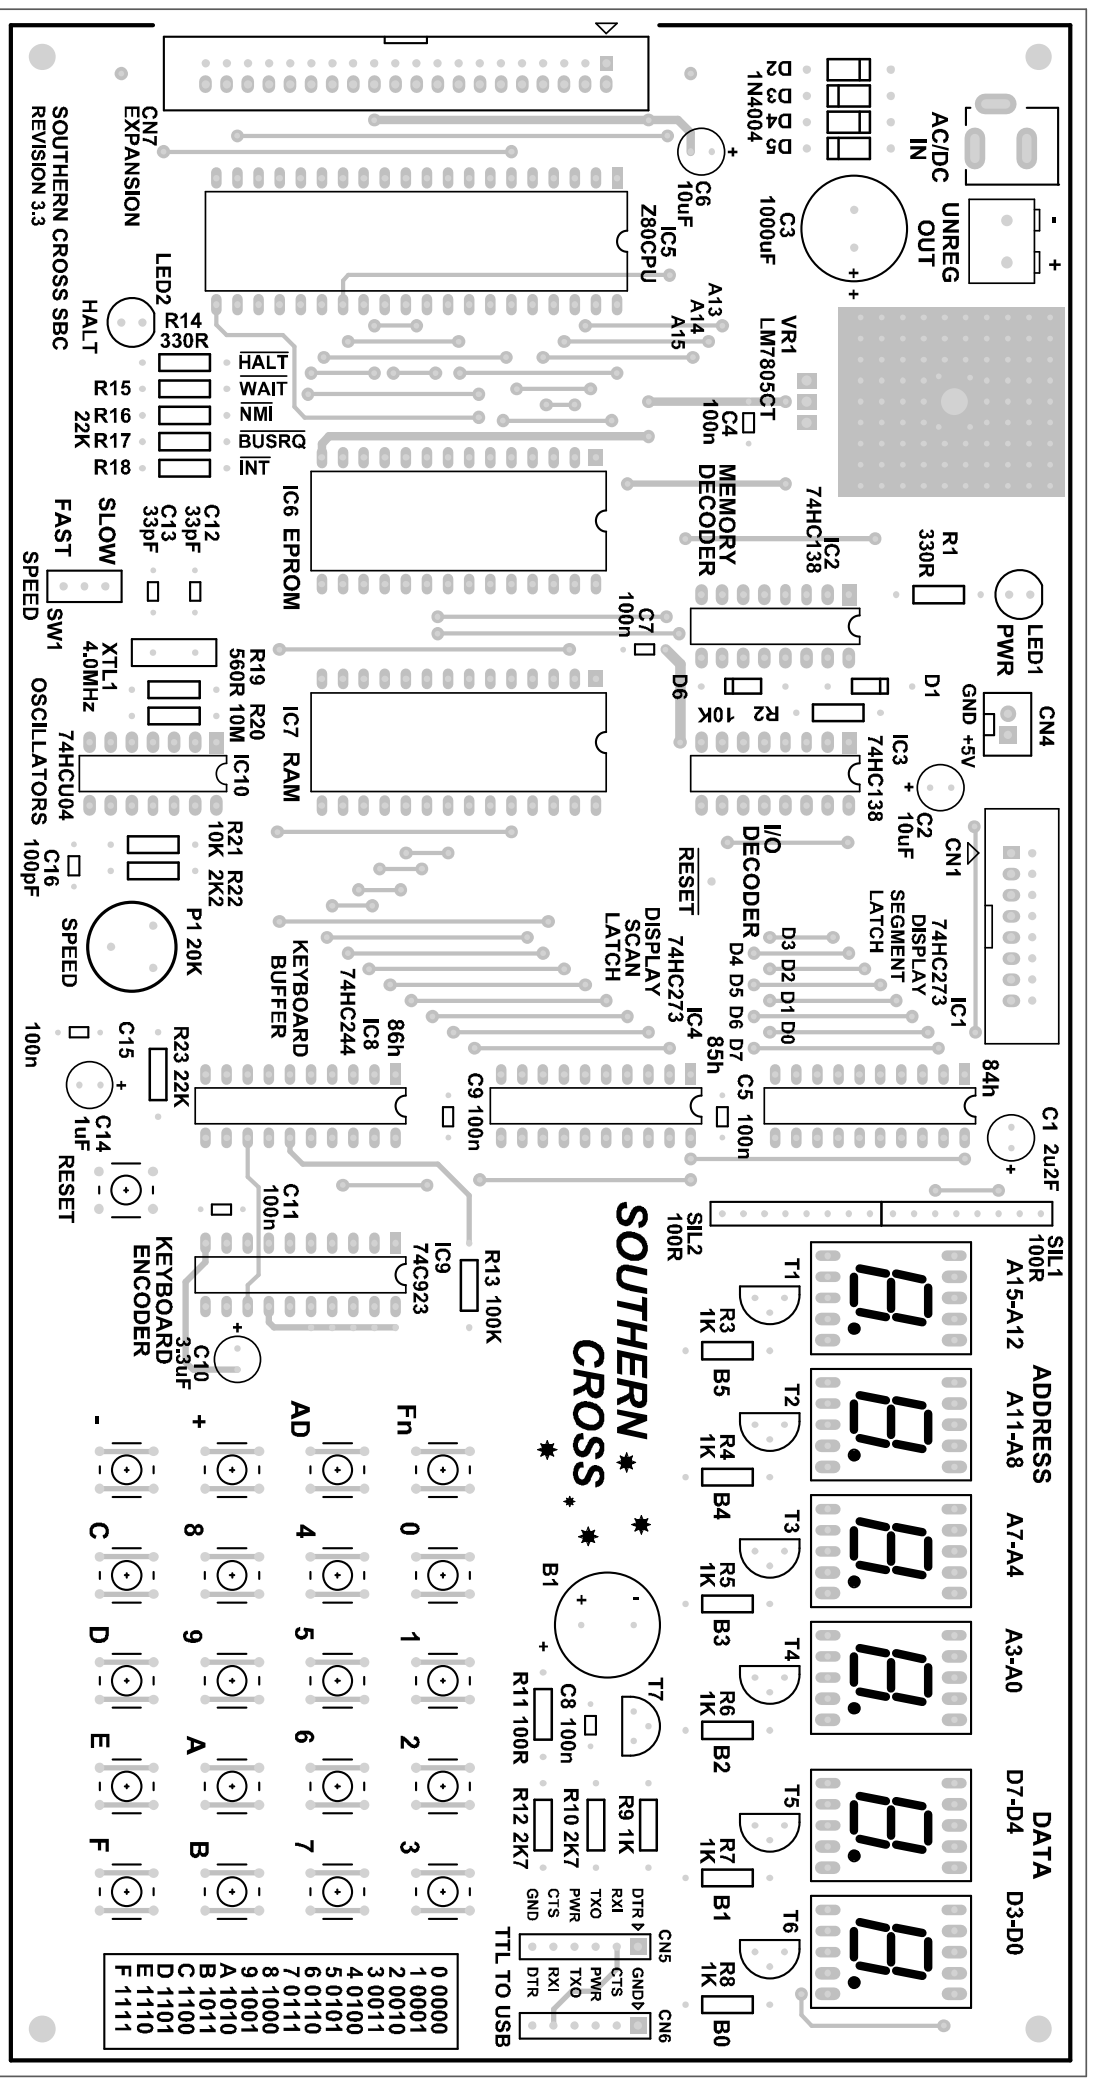 SOUTHERN CROSS SBC
REVISION 3.3
CN7
EXPANSION
D2
D3
D4
D5
1N4004
AC/DC
IN
UNREG
OUT
-
+
+
C6
10uF
C3
1000uF
+
+
IC5
Z80CPU
LED2
HALT
R14
330R
HALT
R15
WAIT
R16
NMI
22K
R17
BUSRQ
R18
INT
A13
A14
A15
VR1
LM7805CT
C4
100n
IC6 EPROM
MEMORY
DECODER
IC2
74HC138
R1
330R
LED1
PWR
SLOW
FAST
SPEED
SW1
C12
33pF
C13
33pF
C7
100n
XTL1
4.0MHz
R19
560R
R20
10M
IC7 RAM
D6
R2
10K
D1
CN4
GND +5V
OSCILLATORS
74HCU04
IC10
IC3
74HC138
+
C2
10uF
I/O
DECODER
RESET
CN1
R21
10K
R22
2K2
C16
100pF
P1 20K
SPEED
KEYBOARD
BUFFER
IC8
74HC244
86h
DISPLAY
SCAN
LATCH
IC4
74HC273
85h
D3
D4
D2
D5
D1
D6
D0
D7
SEGMENT
DISPLAY
LATCH
IC1
74HC273
84h
C15
100n
R23 22K
+
C14
1uF
RESET
C9 100n
C5 100n
C1 2u2F
+
C11
100n
KEYBOARD
ENCODER
IC9
74C923
R13 100K
+
C10
3.3uF
SOUTHERN
CROSS
SIL2
100R
SIL1
100R
T1
R3
1K
B5
A15-A12
ADDRESS
T2
R4
1K
B4
A11-A8
T3
R5
1K
B3
A7-A4
T4
R6
1K
B2
A3-A0
T5
R7
1K
B1
D7-D4
DATA
T6
R8
1K
B0
D3-D0
- + AD Fn
C 8 4 0
D 9 5 1
E A 6 2
F B 7 3
B1
+
-
+
R11 100R
C8 100n
T7
R12 2K7
R10 2K7
R9 1K
DTR
RXI
TXO
PWR
CTS
GND
CN5
TTL TO USB
GND
CTS
PWR
TXO
RXI
DTR
CN6
0 0000
1 0001
2 0010
3 0011
4 0100
5 0101
6 0110
7 0111
8 1000
9 1001
A 1010
B 1011
C 1100
D 1101
E 1110
F 1111